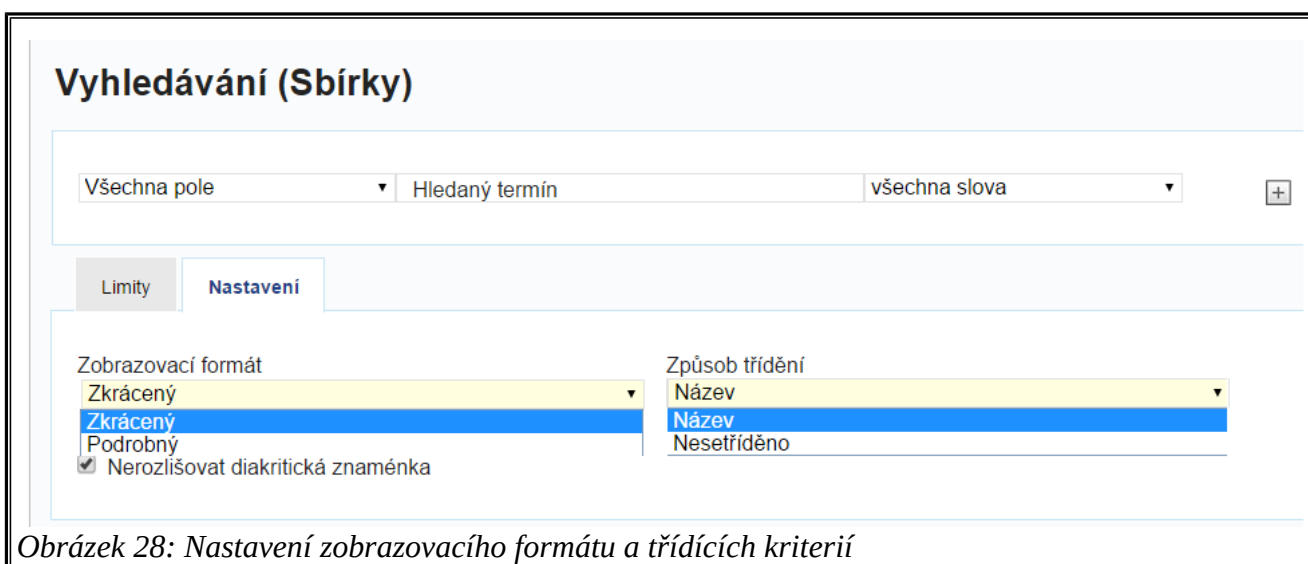 Vyhledávání (Sbírky)
Všechna pole Hledaný termín všechna slova +
Limity Nastavení
Zobrazovací formát Způsob třídění
Zkrácený Název
Zkrácený Název
Podrobný Nesetříděno
Nerozlišovat diakritická znaménka
Obrázek 28: Nastavení zobrazovacího formátu a třídících kriterií